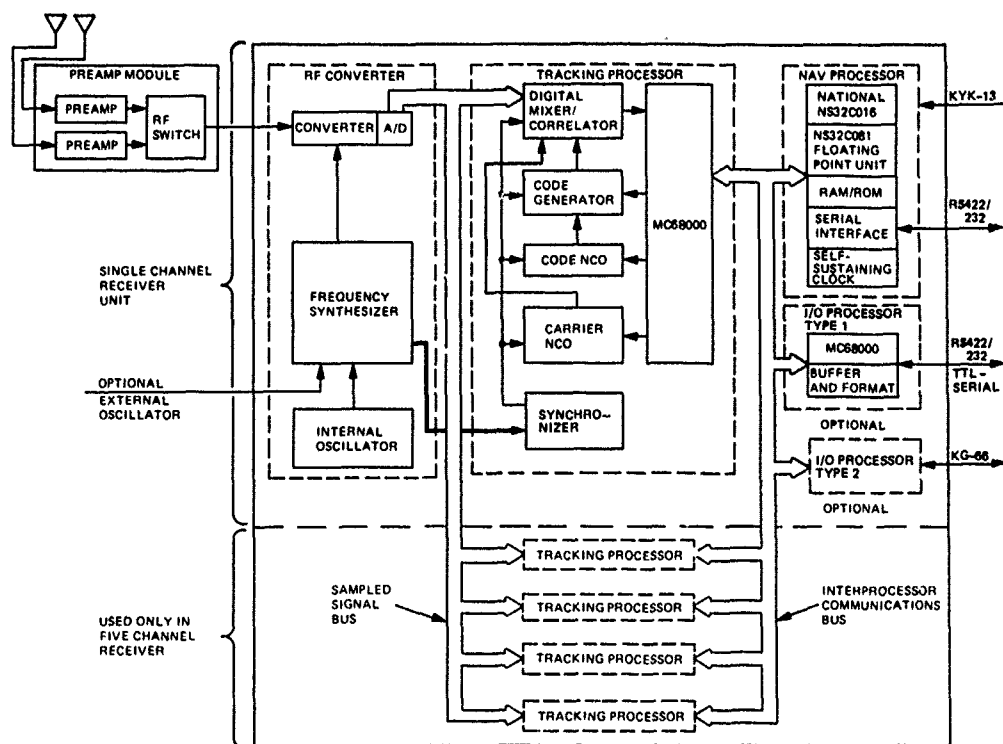 PREAMP MODULE
PREAMP
PREAMP
RF
SWITCH
RF CONVERTER
CONVERTER
A/D
FREQUENCY
SYNTHESIZER
INTERNAL
OSCILLATOR
OPTIONAL
EXTERNAL
OSCILLATOR
SINGLE CHANNEL
RECEIVER
UNIT
TRACKING PROCESSOR
DIGITAL
MIXER/
CORRELATOR
CODE
GENERATOR
CODE NCO
CARRIER
NCO
SYNCHRO-
NIZER
MC68000
NAV PROCESSOR
NATIONAL
NS32C016
NS32C081
FLOATING
POINT UNIT
RAM/ROM
SERIAL
INTERFACE
SELF-
SUSTAINING
CLOCK
KYK-13
RS422/
232
I/O PROCESSOR
TYPE 1
MC68000
BUFFER
AND FORMAT
OPTIONAL
RS422/
232
TTL-
SERIAL
I/O PROCESSOR
TYPE 2
OPTIONAL
KG-66
USED ONLY IN
FIVE CHANNEL
RECEIVER
SAMPLED
SIGNAL
BUS
TRACKING PROCESSOR
TRACKING PROCESSOR
TRACKING PROCESSOR
TRACKING PROCESSOR
INTERPROCESSOR
COMMUNICATIONS
BUS